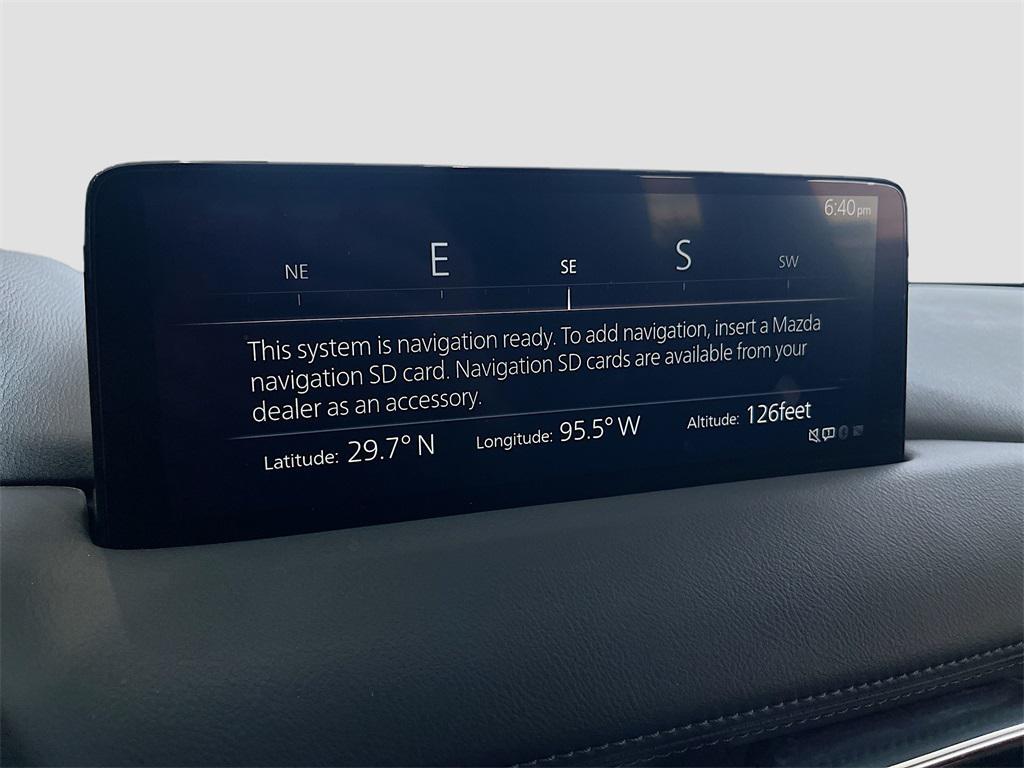 6:40pm
NE E SE S SW
This system is navigation ready. To add navigation, insert a Mazda
navigation SD card. Navigation SD cards are available from your
dealer as an accessory.
Latitude: 29.7° N Longitude: 95.5° W Altitude: 126feet